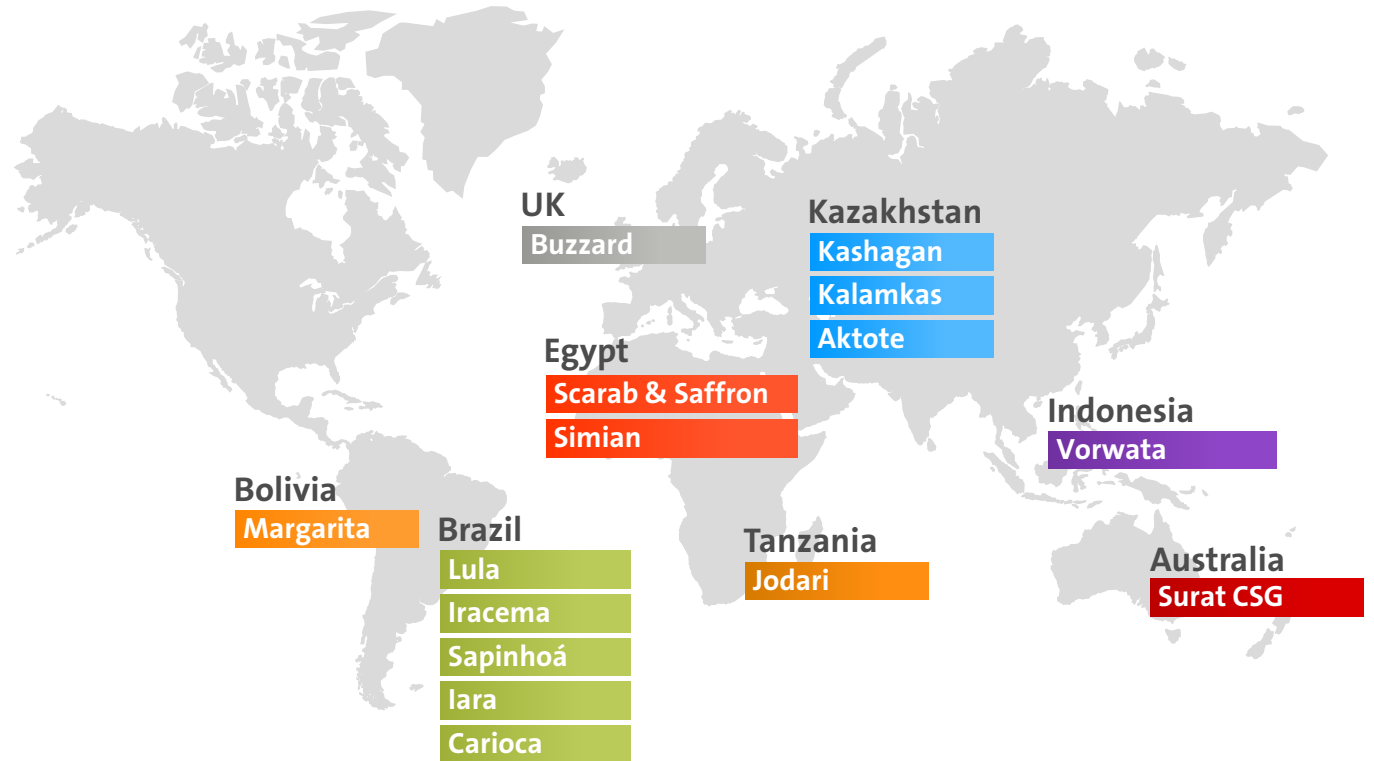 UK
Buzzard
Kazakhstan
Kashagan
Kalamkas
Aktote
Egypt
Scarab & Saffron
Simian
Indonesia
Vorwata
Bolivia
Margarita
Brazil
Lula
Iracema
Sapinhoá
Iara
Carioca
Tanzania
Jodari
Australia
Surat CSG